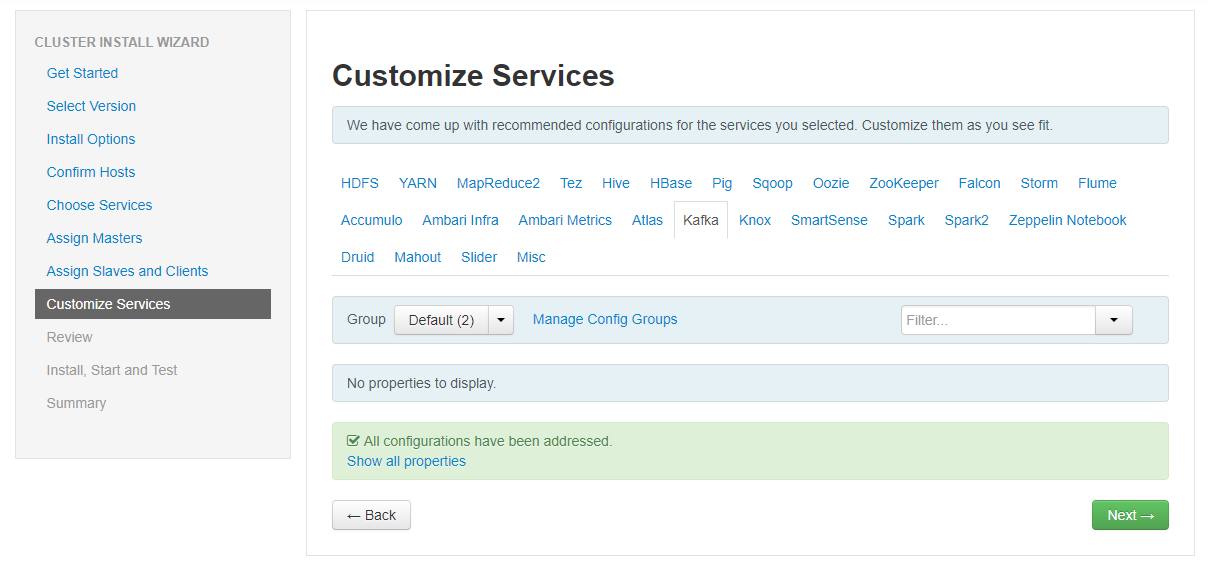 CLUSTER INSTALL WIZARD
Get Started
Select Version
Install Options
Confirm Hosts
Choose Services
Assign Masters
Assign Slaves and Clients
Customize Services
Review
Install, Start and Test
Summary
Customize Services
We have come up with recommended configurations for the services you selected. Customize them as you see fit.
HDFS YARN MapReduce2 Tez Hive HBase Pig Sqoop Oozie ZooKeeper Falcon Storm Flume
Accumulo Ambari Infra Ambari Metrics Atlas Kafka Knox SmartSense Spark Spark2 Zeppelin Notebook
Druid Mahout Slider Misc
Group Default (2) Manage Config Groups Filter...
No properties to display.
All configurations have been addressed.
Show all properties
← Back Next →